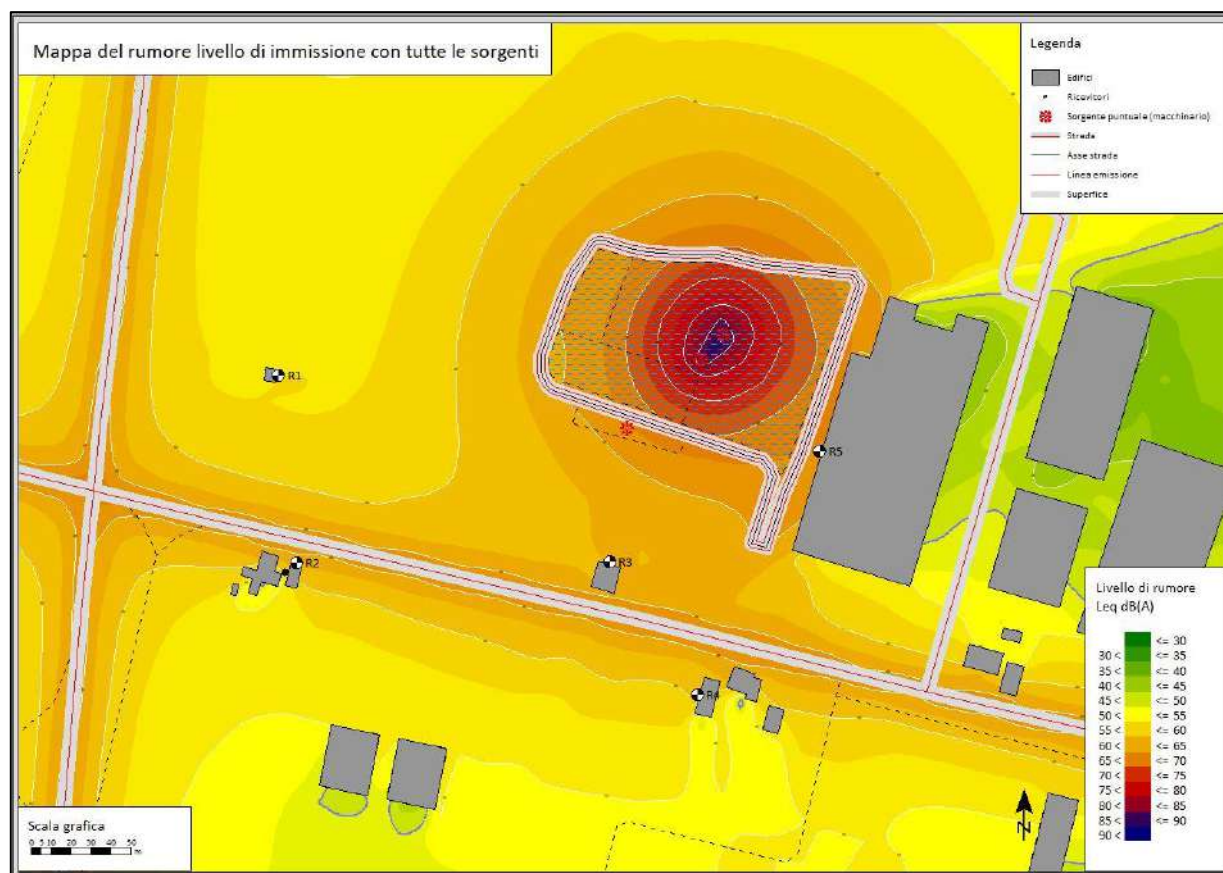 Mappa del rumore livello di immissione con tutte le sorgenti
Legenda
Edifici
Ricevitori
Sorgente puntuale (macchinario)
Strada
Asse strada
Linea emissione
Superfice
R1
R5
R2
R3
R4
Livello di rumore
Leq dB(A)
<= 30
30 < <= 35
35 < <= 40
40 < <= 45
45 < <= 50
50 < <= 55
55 < <= 60
60 < <= 65
65 < <= 70
70 < <= 75
75 < <= 80
80 < <= 85
85 < <= 90
90 <
N
Scala grafica
0 5 10 20 30 40 50
m